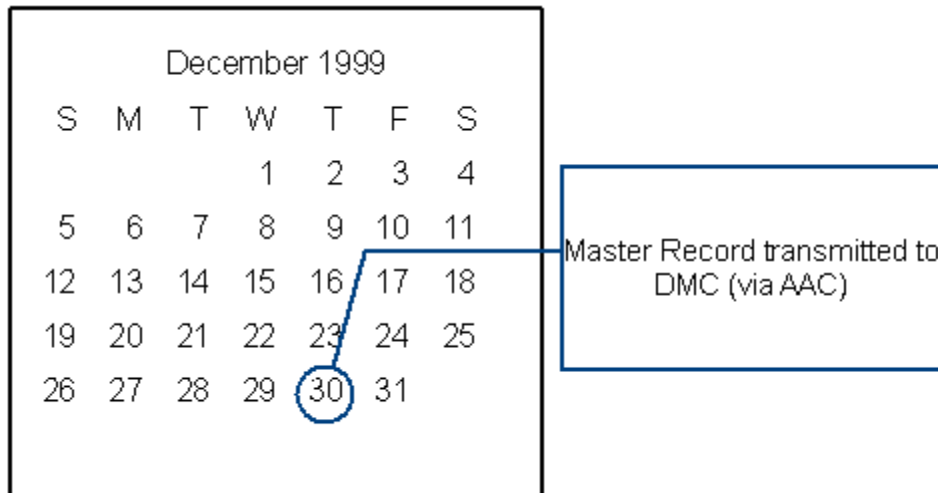 December 1999
S M T W T F S
1 2 3 4
5 6 7 8 9 10 11
12 13 14 15 16 17 18
19 20 21 22 23 24 25
26 27 28 29 30 31
Master Record transmitted to
DMC (via AAC)